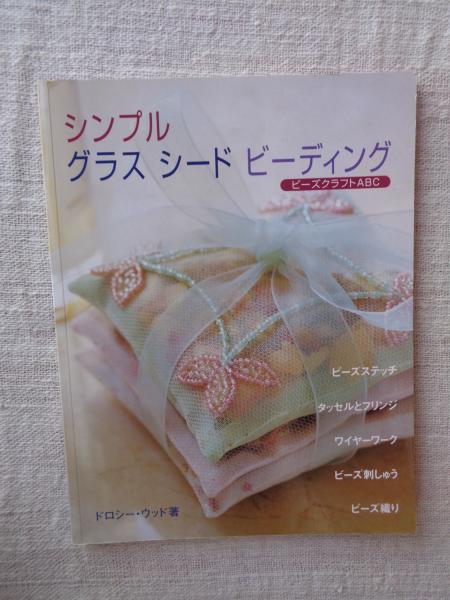 シンプル
グラス シード ビーディング
ビーズクラフトABC
ビーズステッチ
タッセルとフリンジ
ワイヤーワーク
ビーズ刺しゅう
ビーズ織り
ドロシー・ウッド著